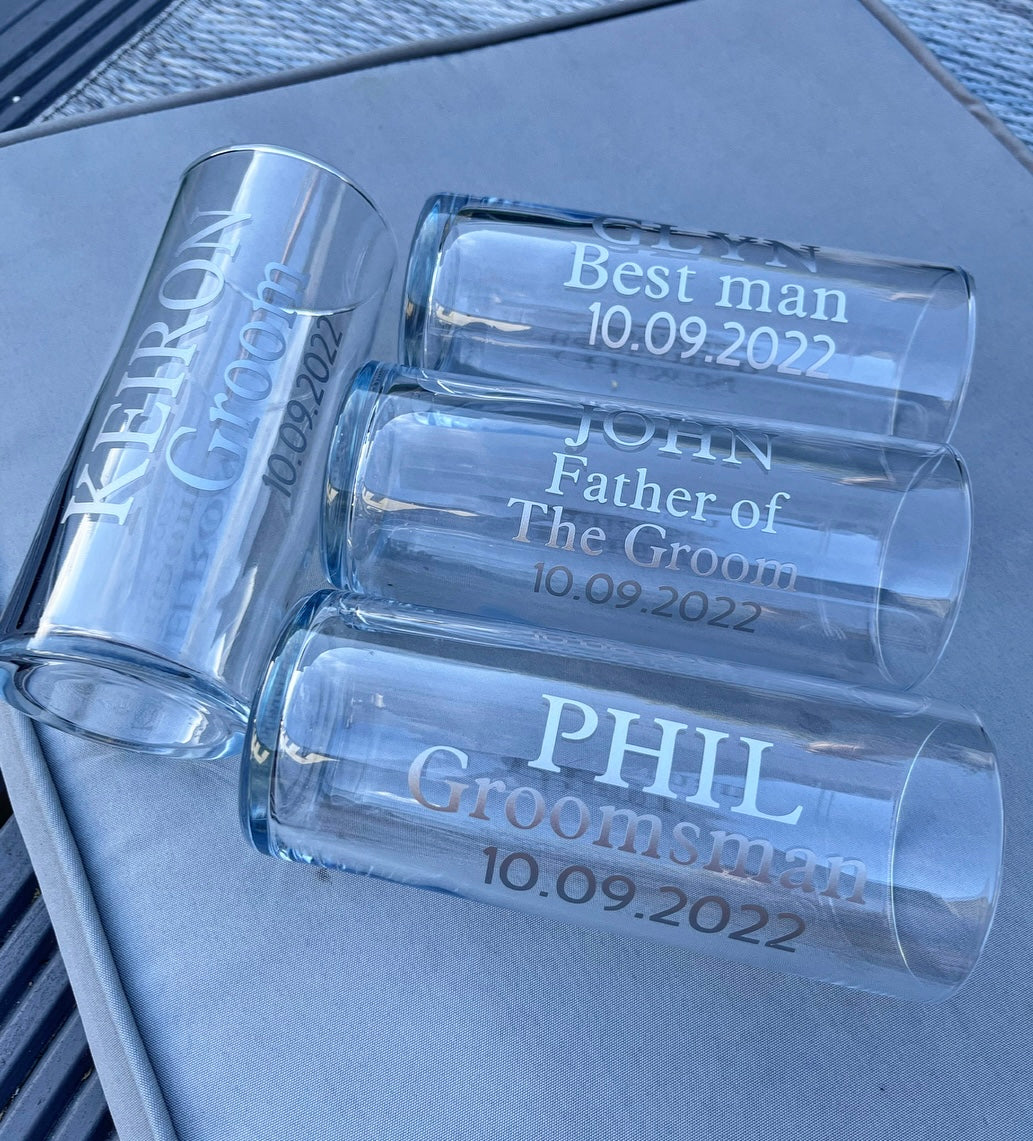 KEIRON
Groom
10.09.2022
GLYN
Best man
10.09.2022
JOHN
Father of
The Groom
10.09.2022
PHIL
Groomsman
10.09.2022